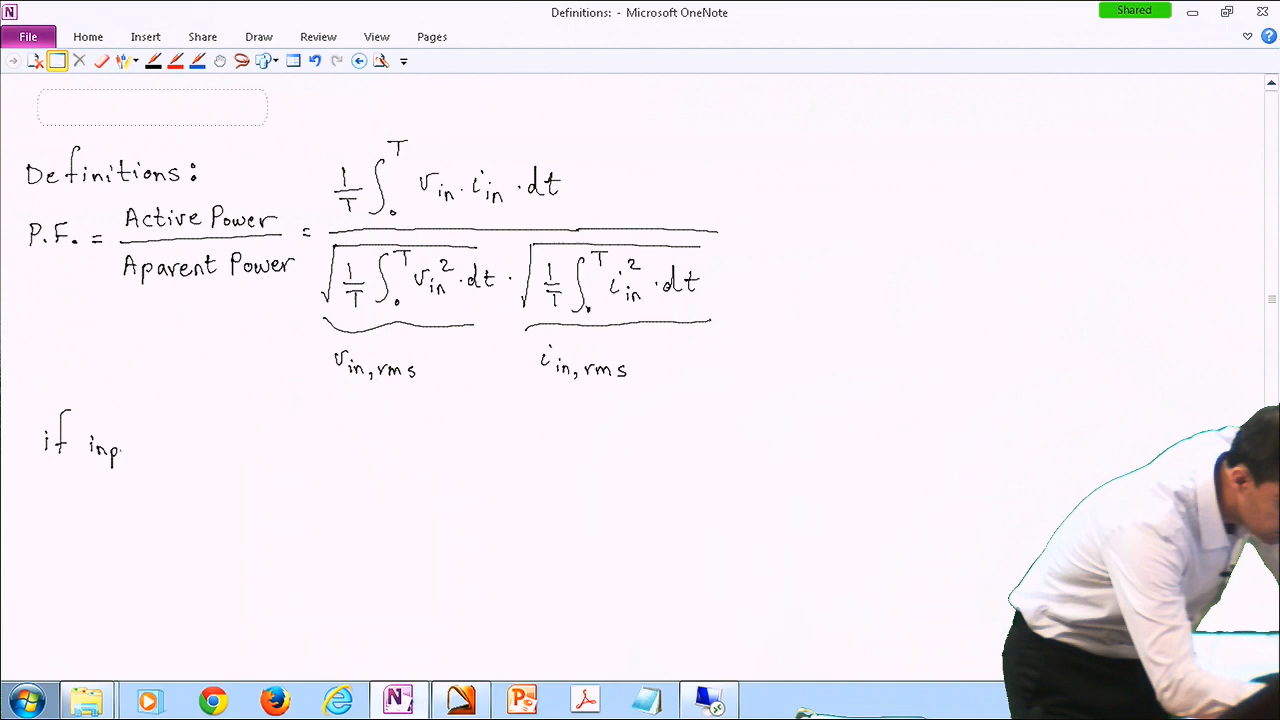 Definitions: - Microsoft OneNote
Shared
File Home Insert Share Draw Review View Pages
Definitions:
P.F. = Active Power / Aparent Power = 1/T ∫₀ᵀ v_in · i_in · dt / √(1/T ∫₀ᵀ v_in² · dt) · √(1/T ∫₀ᵀ i_in² · dt)
v_in,rms i_in,rms
if inp